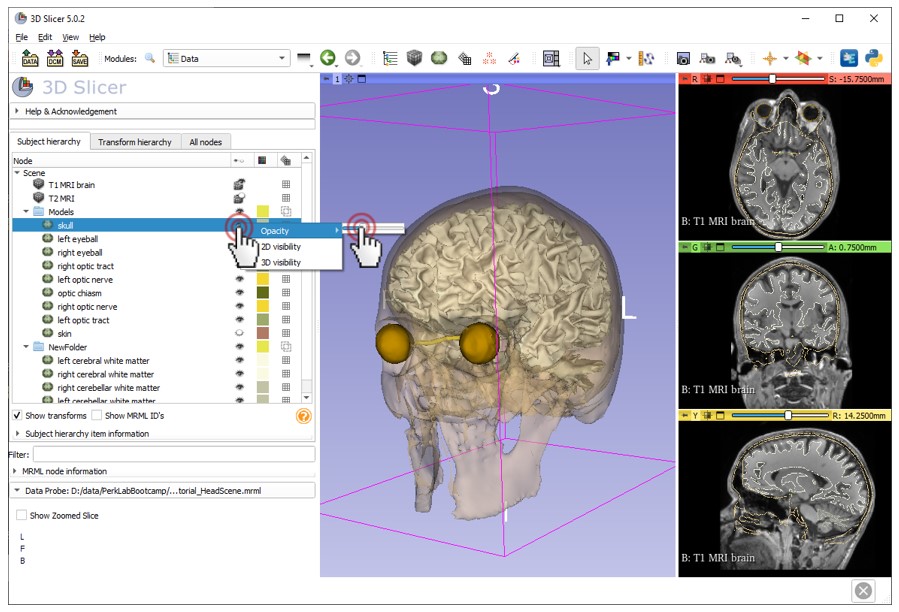 3D Slicer 5.0.2
File Edit View Help
DATA DCM SAVE Modules: Data
3D Slicer
Help & Acknowledgement
Subject hierarchy Transform hierarchy All nodes
Node
Scene
T1 MRI brain
T2 MRI
Models
skull
left eyeball
right eyeball
right optic tract
left optic nerve
optic chiasm
right optic nerve
left optic tract
skin
NewFolder
left cerebral white matter
right cerebral white matter
right cerebellar white matter
left cerebellar white matter
Opacity
2D visibility
3D visibility
Show transforms Show MRML ID's
Subject hierarchy item information
Filter:
MRML node information
Data Probe: D:/data/PerkLabBootcamp/...torial_HeadScene.mrml
Show Zoomed Slice
L
F
B
1
S
L
I
R S: -15.7500mm
B: T1 MRI brain
G A: 0.7500mm
B: T1 MRI brain
Y R: 14.2500mm
B: T1 MRI brain